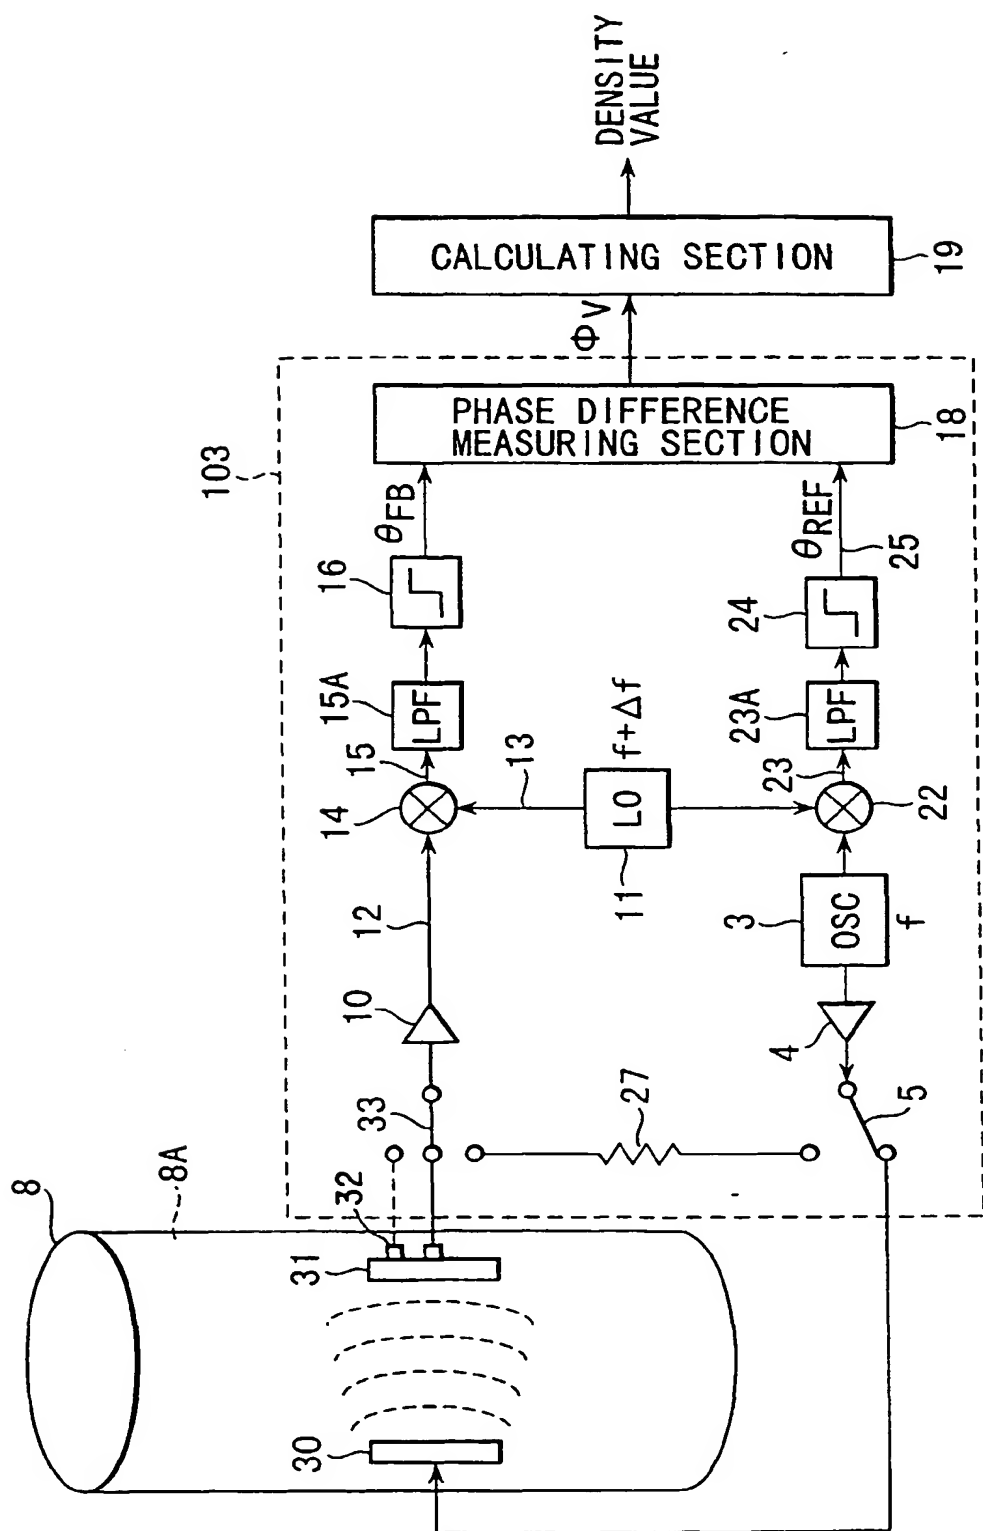 8
8A
30
31
32
33
10
12
14
15
15A
LPF
16
θFB
103
13
LO
11
f+Δf
27
5
4
3
OSC
f
22
23
23A
LPF
24
25
θREF
PHASE DIFFERENCE
MEASURING SECTION
18
ΦV
CALCULATING SECTION
19
DENSITY
VALUE